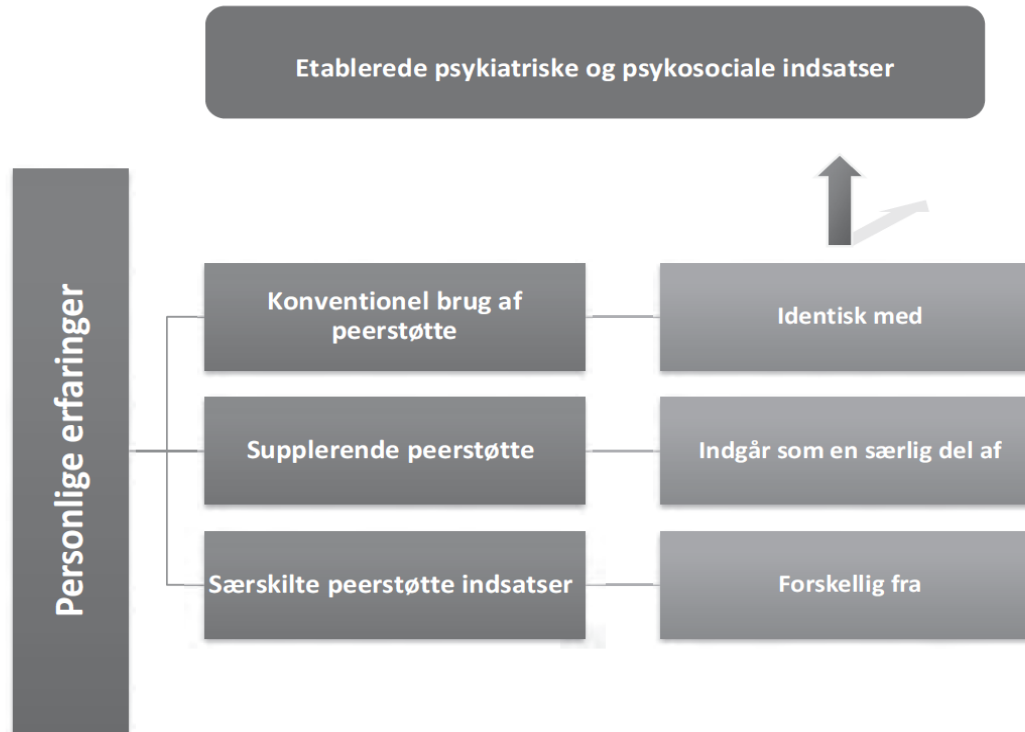 Etablerede psykiatriske og psykosociale indsatser
Personlige erfaringer
Konventionel brug af
peerstøtte
Identisk med
Supplerende peerstøtte
Indgår som en særlig del af
Særskilte peerstøtte indsatser
Forskellig fra